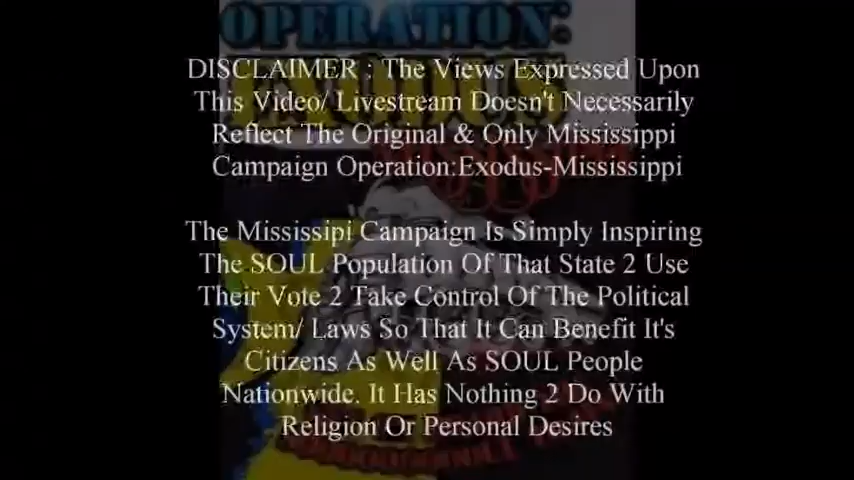 OPERATION:
DISCLAIMER : The Views Expressed Upon
This Video/ Livestream Doesn't Necessarily
Reflect The Original & Only Mississippi
Campaign Operation:Exodus-Mississippi
The Mississipi Campaign Is Simply Inspiring
The SOUL Population Of That State 2 Use
Their Vote 2 Take Control Of The Political
System/ Laws So That It Can Benefit It's
Citizens As Well As SOUL People
Nationwide. It Has Nothing 2 Do With
Religion Or Personal Desires